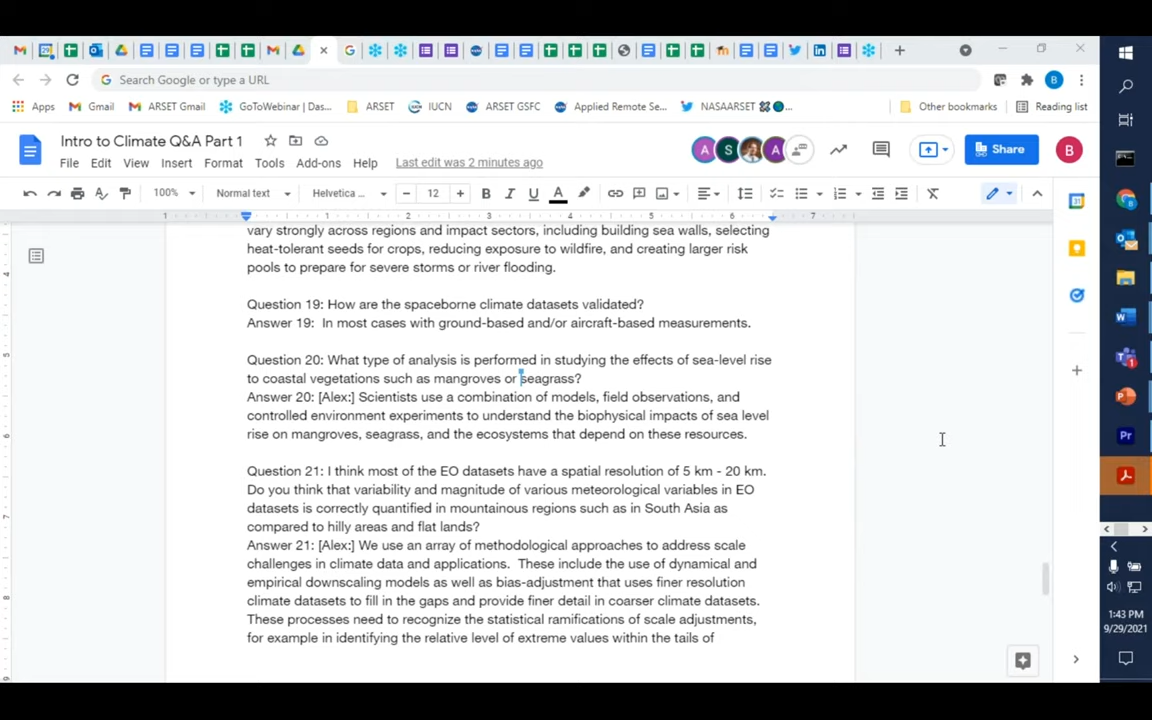 Search Google or type a URL
Apps Gmail ARSET Gmail GoToWebinar | Das... ARSET IUCN ARSET GSFC Applied Remote Se... NASAARSET Other bookmarks Reading list
Intro to Climate Q&A Part 1
File Edit View Insert Format Tools Add-ons Help Last edit was 2 minutes ago
A S A Share B
100% Normal text Helvetica ... 12 B I U A
1 1 2 3 4 5 6 7
vary strongly across regions and impact sectors, including building sea walls, selecting
heat-tolerant seeds for crops, reducing exposure to wildfire, and creating larger risk
pools to prepare for severe storms or river flooding.
Question 19: How are the spaceborne climate datasets validated?
Answer 19: In most cases with ground-based and/or aircraft-based measurements.
Question 20: What type of analysis is performed in studying the effects of sea-level rise
to coastal vegetations such as mangroves or seagrass?
Answer 20: [Alex:] Scientists use a combination of models, field observations, and
controlled environment experiments to understand the biophysical impacts of sea level
rise on mangroves, seagrass, and the ecosystems that depend on these resources.
Question 21: I think most of the EO datasets have a spatial resolution of 5 km - 20 km.
Do you think that variability and magnitude of various meteorological variables in EO
datasets is correctly quantified in mountainous regions such as in South Asia as
compared to hilly areas and flat lands?
Answer 21: [Alex:] We use an array of methodological approaches to address scale
challenges in climate data and applications. These include the use of dynamical and
empirical downscaling models as well as bias-adjustment that uses finer resolution
climate datasets to fill in the gaps and provide finer detail in coarser climate datasets.
These processes need to recognize the statistical ramifications of scale adjustments,
for example in identifying the relative level of extreme values within the tails of
1:43 PM
9/29/2021